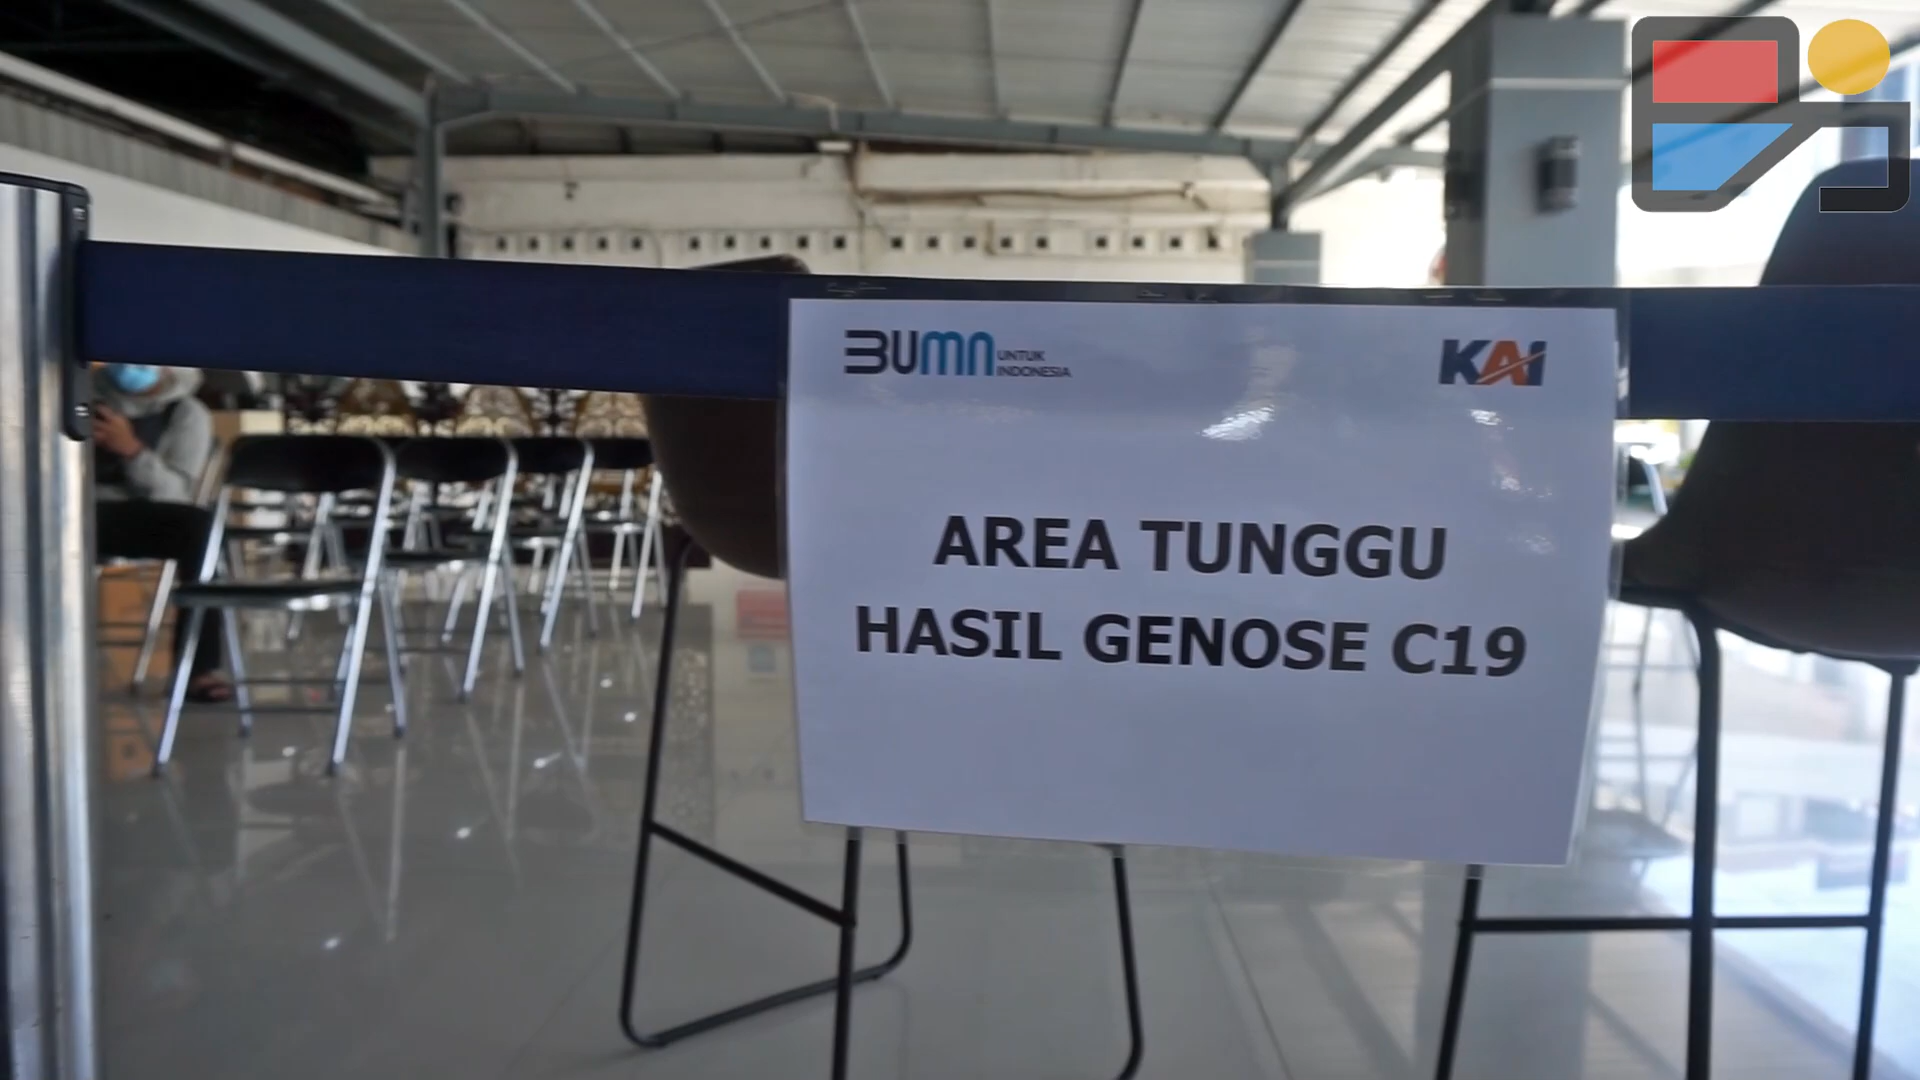 BUMN UNTUK
INDONESIA
KAI
AREA TUNGGU
HASIL GENOSE C19